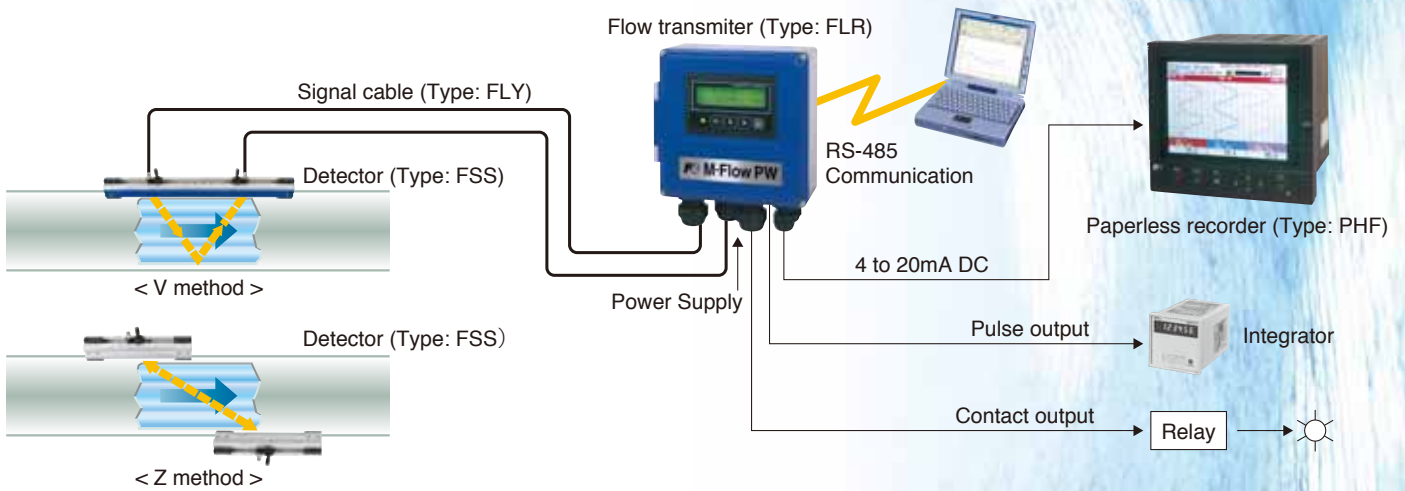 Flow transmiter (Type: FLR)
Signal cable (Type: FLY)
Detector (Type: FSS)
M-Flow PW
RS-485
Communication
Paperless recorder (Type: PHF)
< V method >
4 to 20mA DC
Power Supply
Detector (Type: FSS)
Pulse output
Integrator
Contact output
Relay
< Z method >